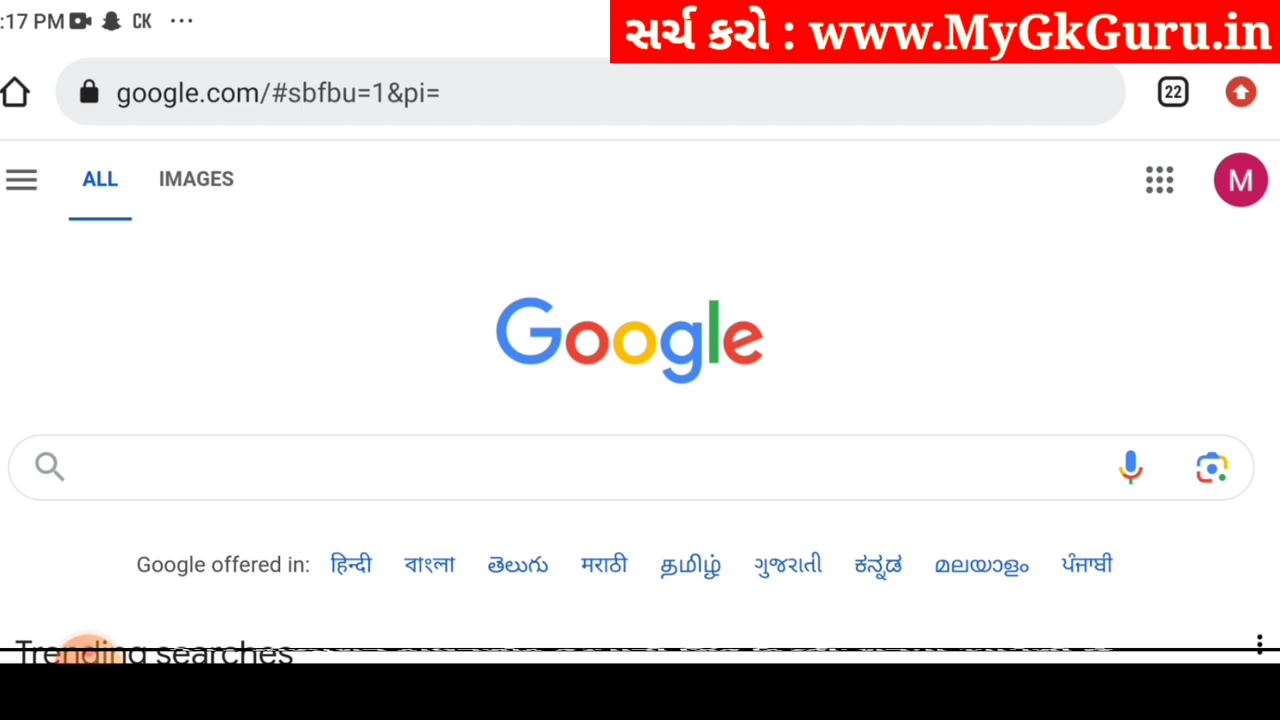 :17 PM CK ...
સર્ચ કરો : www.MyGkGuru.in
google.com/#sbfbu=1&pi=
22
ALL IMAGES
M
Google
Google offered in: हिन्दी বাংলা తెలుగు मराठी தமிழ் ગુજરાતી ಕನ್ನಡ മലയാളം ਪੰਜਾਬੀ
Trending searches